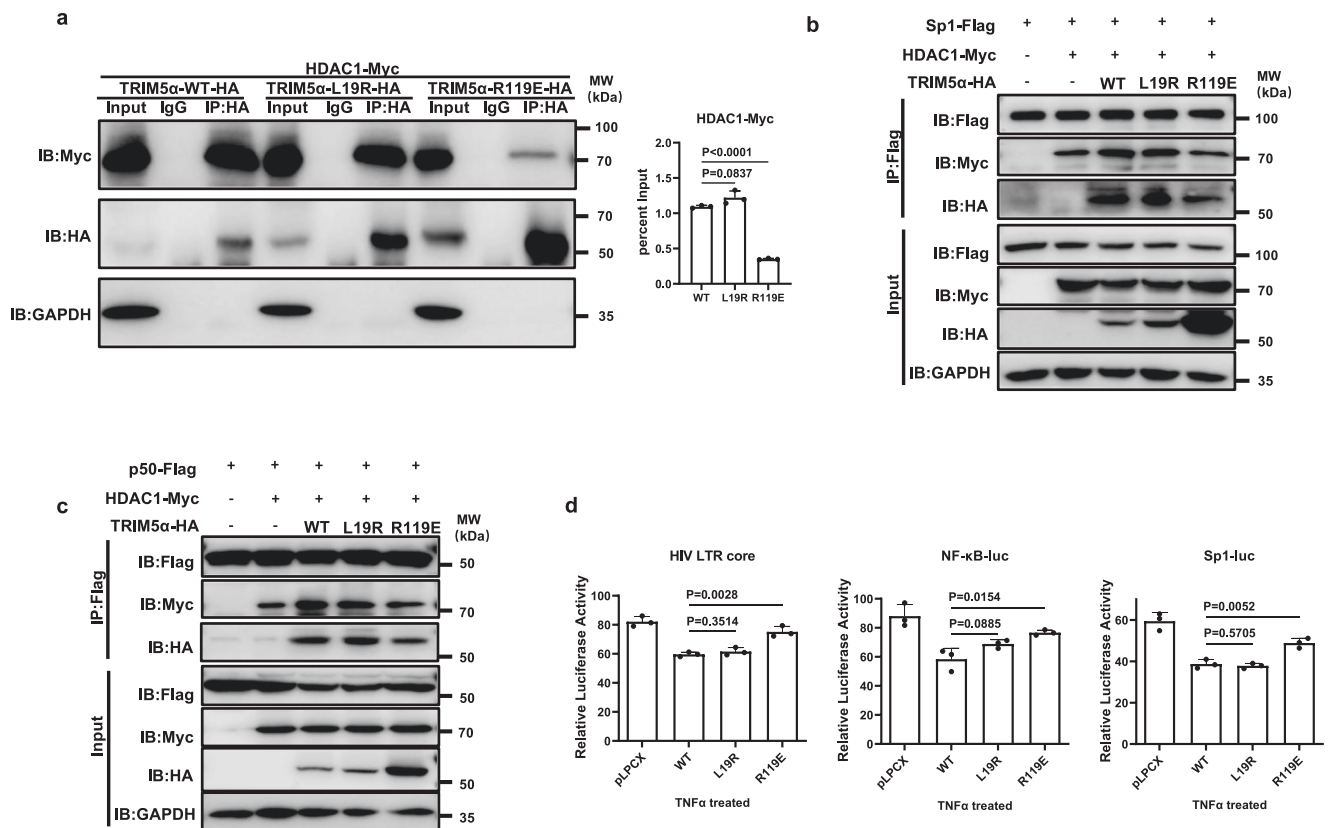 a
HDAC1-Myc
TRIM5α-WT-HA TRIM5α-L19R-HA TRIM5α-R119E-HA
Input IgG IP:HA Input IgG IP:HA Input IgG IP:HA
MW
(kDa)
IB:Myc
100
70
IB:HA
70
50
IB:GAPDH
35
HDAC1-Myc
P<0.0001
P=0.0837
percent Input
1.5
1.0
0.5
0.0
WT L19R R119E
b
Sp1-Flag + + + + +
HDAC1-Myc - + + + +
TRIM5α-HA - - WT L19R R119E
MW
(kDa)
IP:Flag
IB:Flag 100
IB:Myc 70
IB:HA 50
Input
IB:Flag 100
IB:Myc 70
IB:HA 50
IB:GAPDH 35
c
p50-Flag + + + + +
HDAC1-Myc - + + + +
TRIM5α-HA - - WT L19R R119E
MW
(kDa)
IP:Flag
IB:Flag 50
IB:Myc 70
IB:HA 50
Input
IB:Flag 50
IB:Myc 70
IB:HA 50
IB:GAPDH 35
d
HIV LTR core
Relative Luciferase Activity
100
80
60
40
20
0
P=0.0028
P=0.3514
pLPCX WT L19R R119E
TNFα treated
NF-κB-luc
Relative Luciferase Activity
100
80
60
40
20
0
P=0.0154
P=0.0885
pLPCX WT L19R R119E
TNFα treated
Sp1-luc
Relative Luciferase Activity
60
40
20
0
P=0.0052
P=0.5705
pLPCX WT L19R R119E
TNFα treated